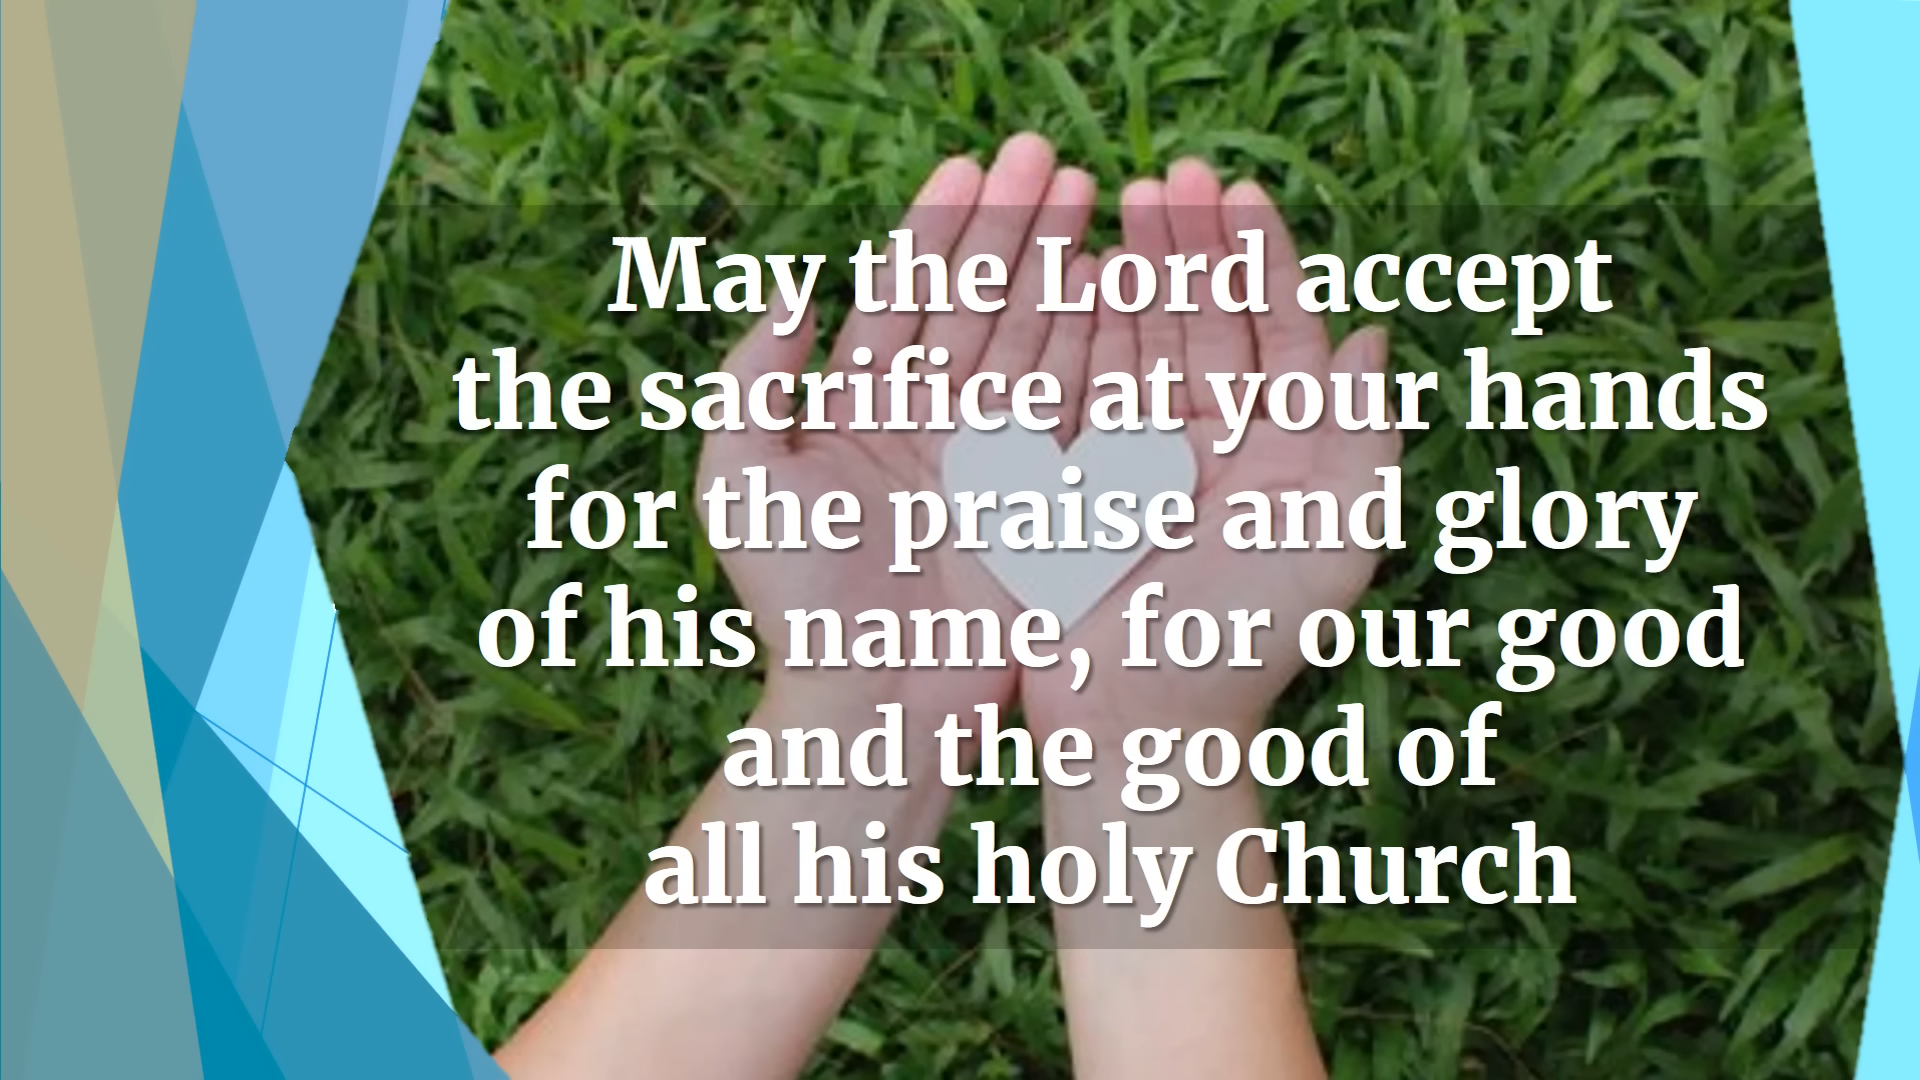 May the Lord accept
the sacrifice at your hands
for the praise and glory
of his name, for our good
and the good of
all his holy Church